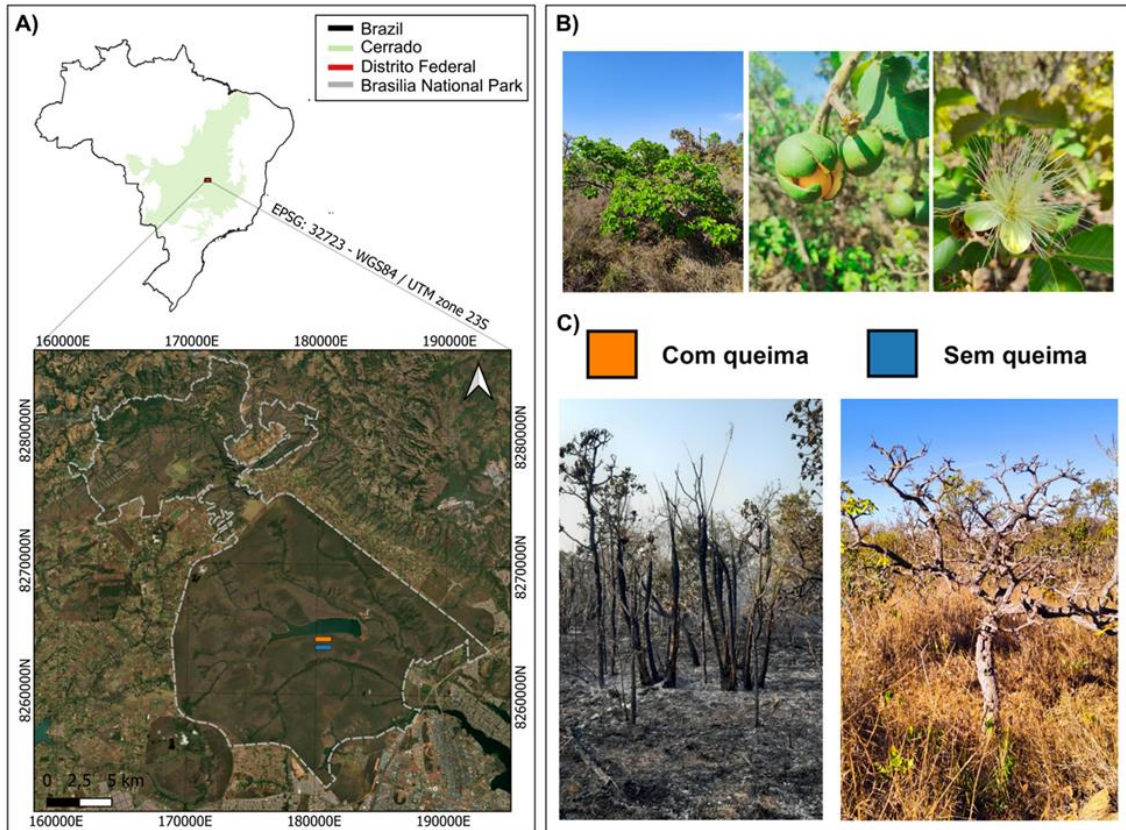 A)
Brazil
Cerrado
Distrito Federal
Brasilia National Park
EPSG: 32723 - WGS84 / UTM zone 23S
160000E 170000E 180000E 190000E
8280000N 8280000N
8270000N 8270000N
8260000N 8260000N
0 2,5 5 km
160000E 170000E 180000E 190000E
B)
C)
Com queima Sem queima